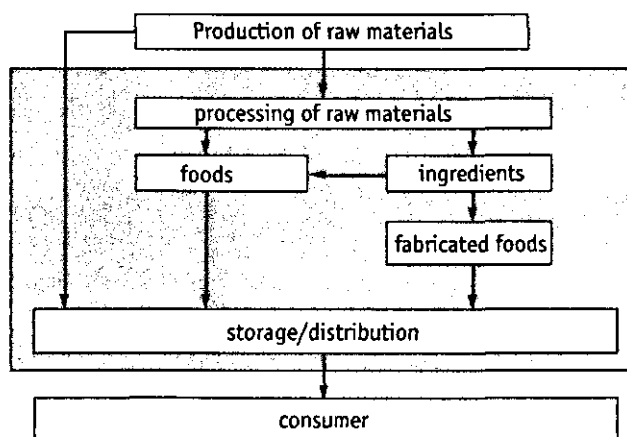 Production of raw materials
processing of raw materials
foods
ingredients
fabricated foods
storage/distribution
consumer